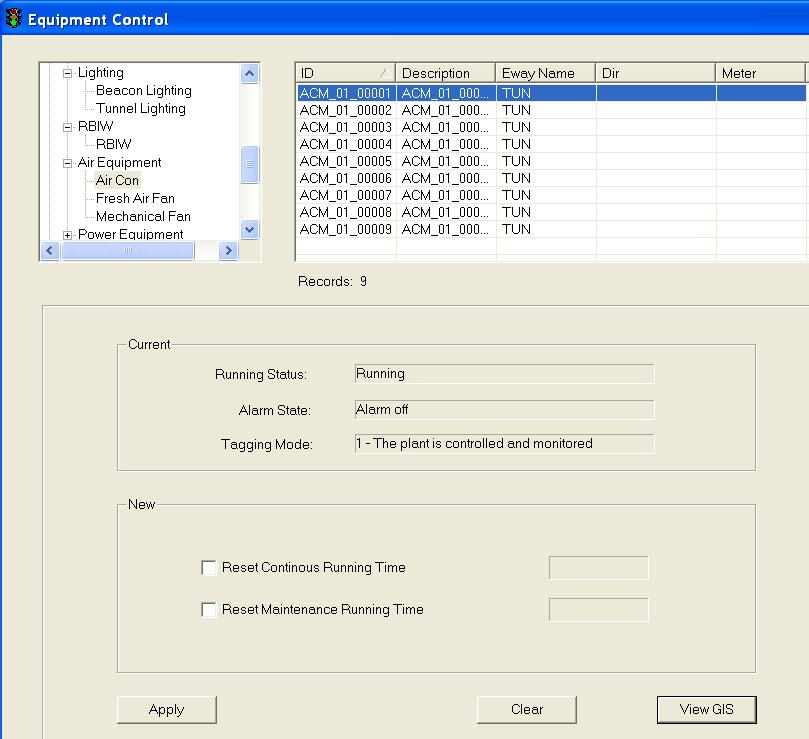 Equipment Control
Lighting
Beacon Lighting
Tunnel Lighting
RBIW
RBIW
Air Equipment
Air Con
Fresh Air Fan
Mechanical Fan
Power Equipment
ID Description Eway Name Dir Meter
ACM_01_00001 ACM_01_000... TUN
ACM_01_00002 ACM_01_000... TUN
ACM_01_00003 ACM_01_000... TUN
ACM_01_00004 ACM_01_000... TUN
ACM_01_00005 ACM_01_000... TUN
ACM_01_00006 ACM_01_000... TUN
ACM_01_00007 ACM_01_000... TUN
ACM_01_00008 ACM_01_000... TUN
ACM_01_00009 ACM_01_000... TUN
Records: 9
Current
Running Status: Running
Alarm State: Alarm off
Tagging Mode: 1 - The plant is controlled and monitored
New
Reset Continous Running Time
Reset Maintenance Running Time
Apply Clear View GIS